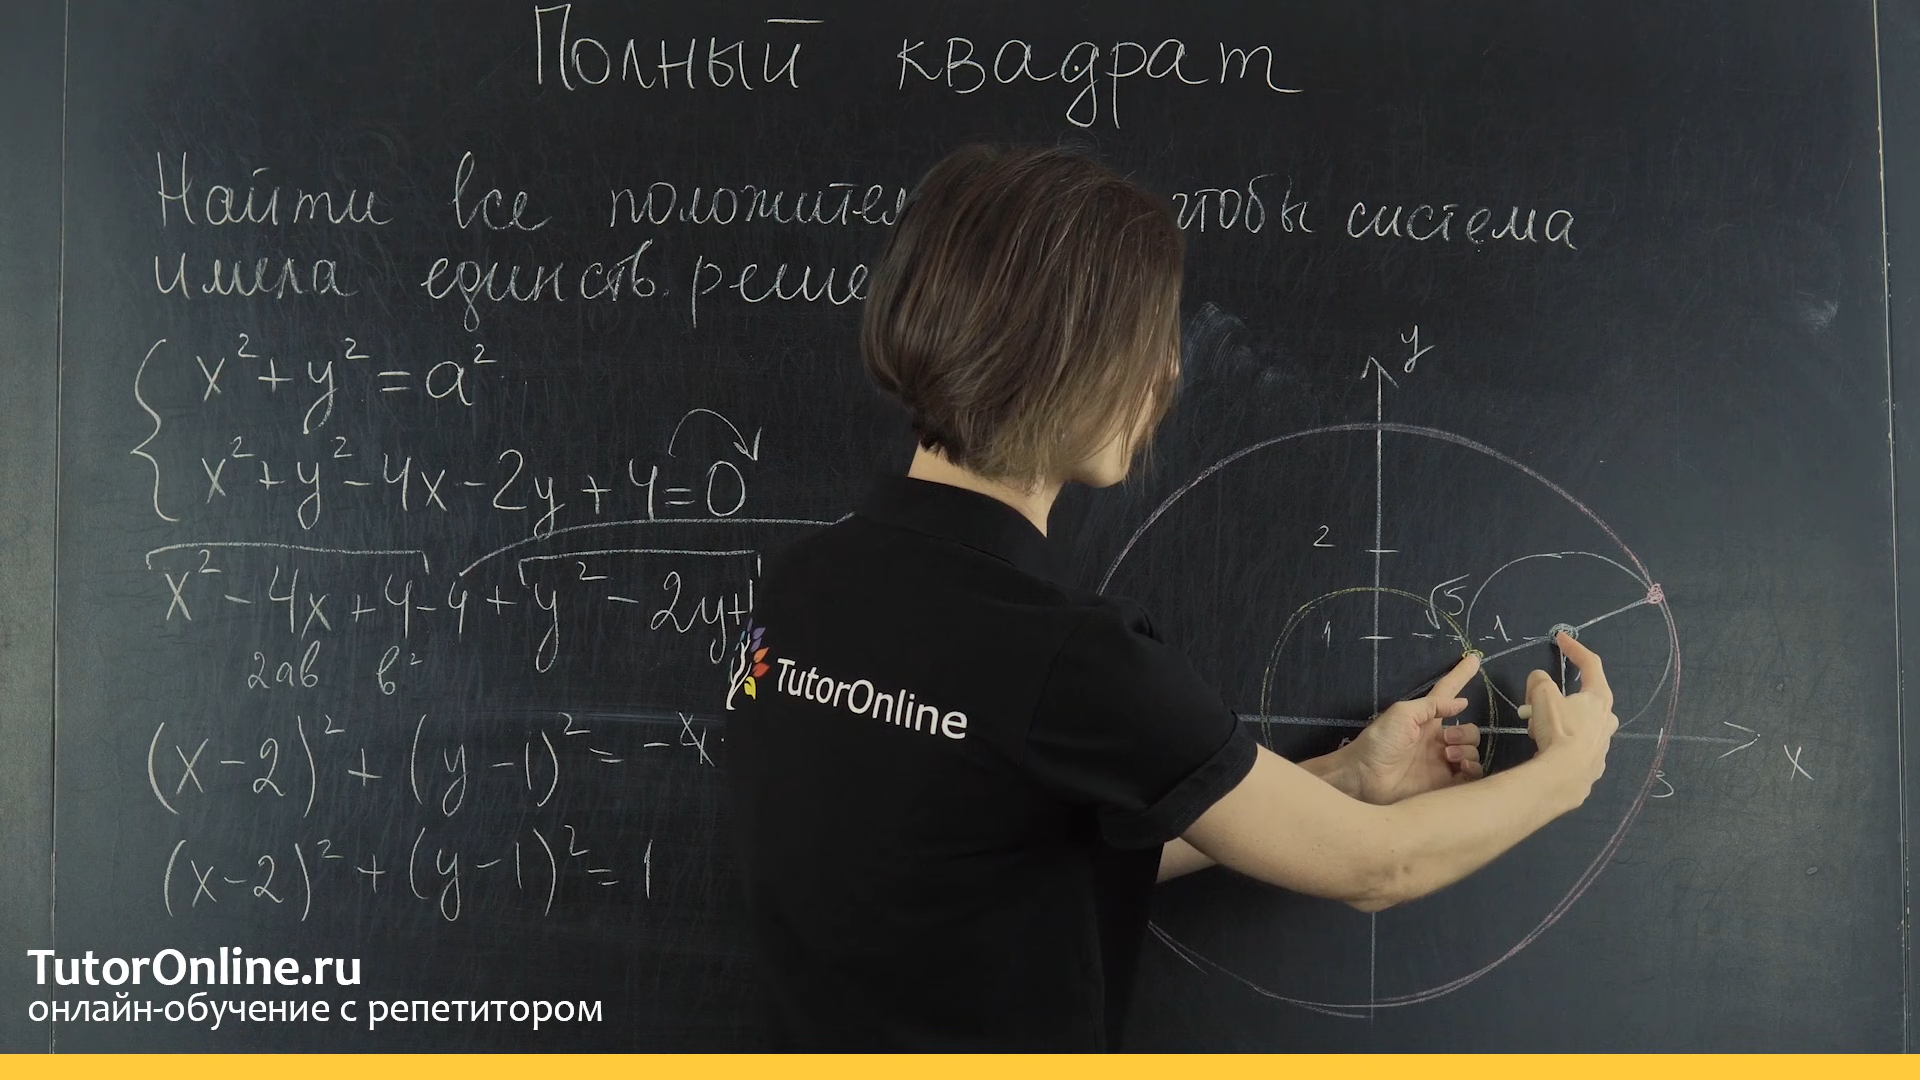 Полный квадрат
Найти все чтобы система
имела единств.
x² + y² = a²
x² + y² - 4x - 2y + 4 = 0
x² - 4x + 4 - 4 + y² - 2y + 1
2ab b²
(x-2)² + (y-1)² = -4
(x-2)² + (y-1)² = 1
y
2
√5
1
1
x
3
TutorOnline
TutorOnline.ru
онлайн-обучение с репетитором